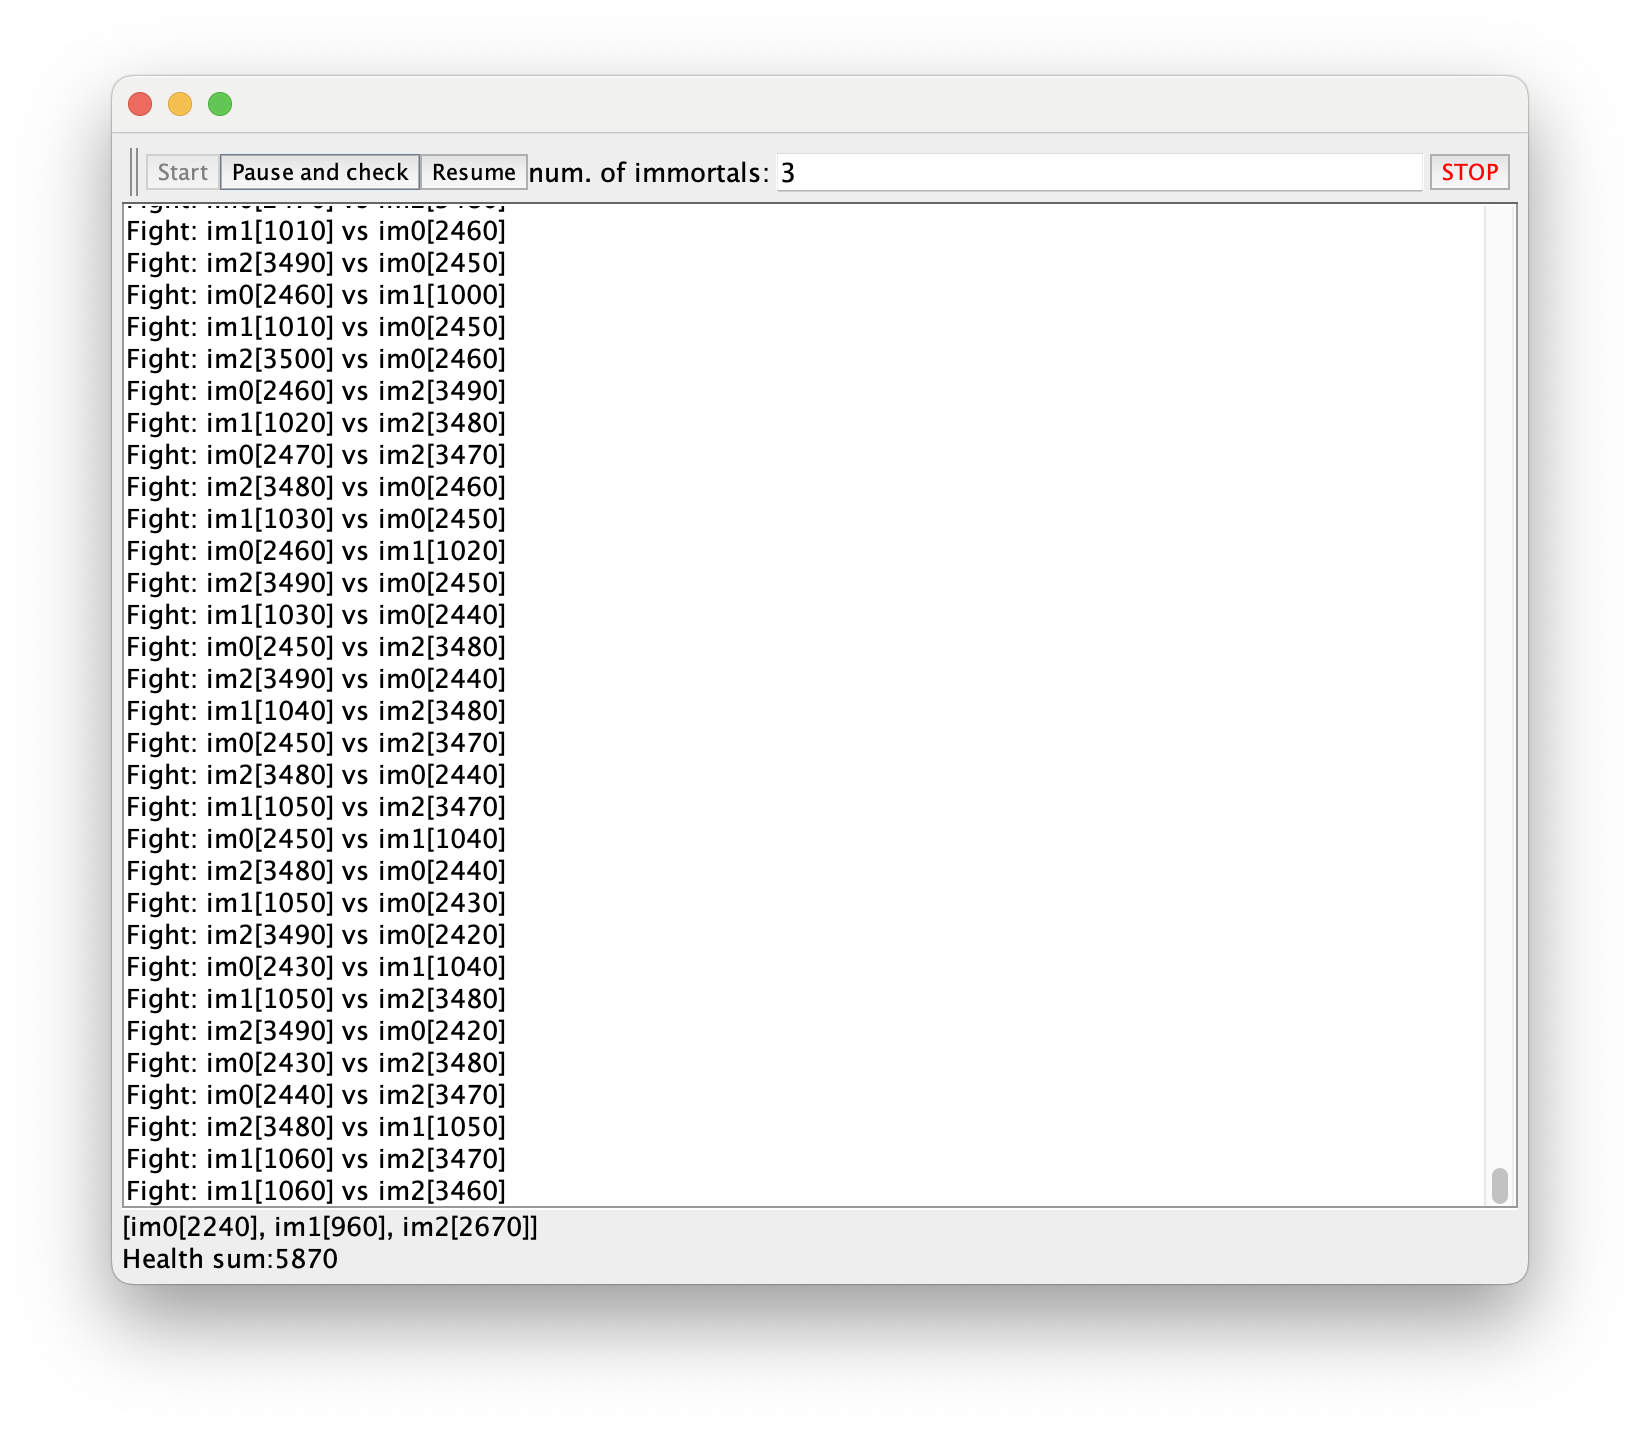 Start Pause and check Resume num. of immortals: 3 STOP
Fight: im1[1010] vs im0[2460]
Fight: im2[3490] vs im0[2450]
Fight: im0[2460] vs im1[1000]
Fight: im1[1010] vs im0[2450]
Fight: im2[3500] vs im0[2460]
Fight: im0[2460] vs im2[3490]
Fight: im1[1020] vs im2[3480]
Fight: im0[2470] vs im2[3470]
Fight: im2[3480] vs im0[2460]
Fight: im1[1030] vs im0[2450]
Fight: im0[2460] vs im1[1020]
Fight: im2[3490] vs im0[2450]
Fight: im1[1030] vs im0[2440]
Fight: im0[2450] vs im2[3480]
Fight: im2[3490] vs im0[2440]
Fight: im1[1040] vs im2[3480]
Fight: im0[2450] vs im2[3470]
Fight: im2[3480] vs im0[2440]
Fight: im1[1050] vs im2[3470]
Fight: im0[2450] vs im1[1040]
Fight: im2[3480] vs im0[2440]
Fight: im1[1050] vs im0[2430]
Fight: im2[3490] vs im0[2420]
Fight: im0[2430] vs im1[1040]
Fight: im1[1050] vs im2[3480]
Fight: im2[3490] vs im0[2420]
Fight: im0[2430] vs im2[3480]
Fight: im0[2440] vs im2[3470]
Fight: im2[3480] vs im1[1050]
Fight: im1[1060] vs im2[3470]
Fight: im1[1060] vs im2[3460]
[im0[2240], im1[960], im2[2670]]
Health sum:5870